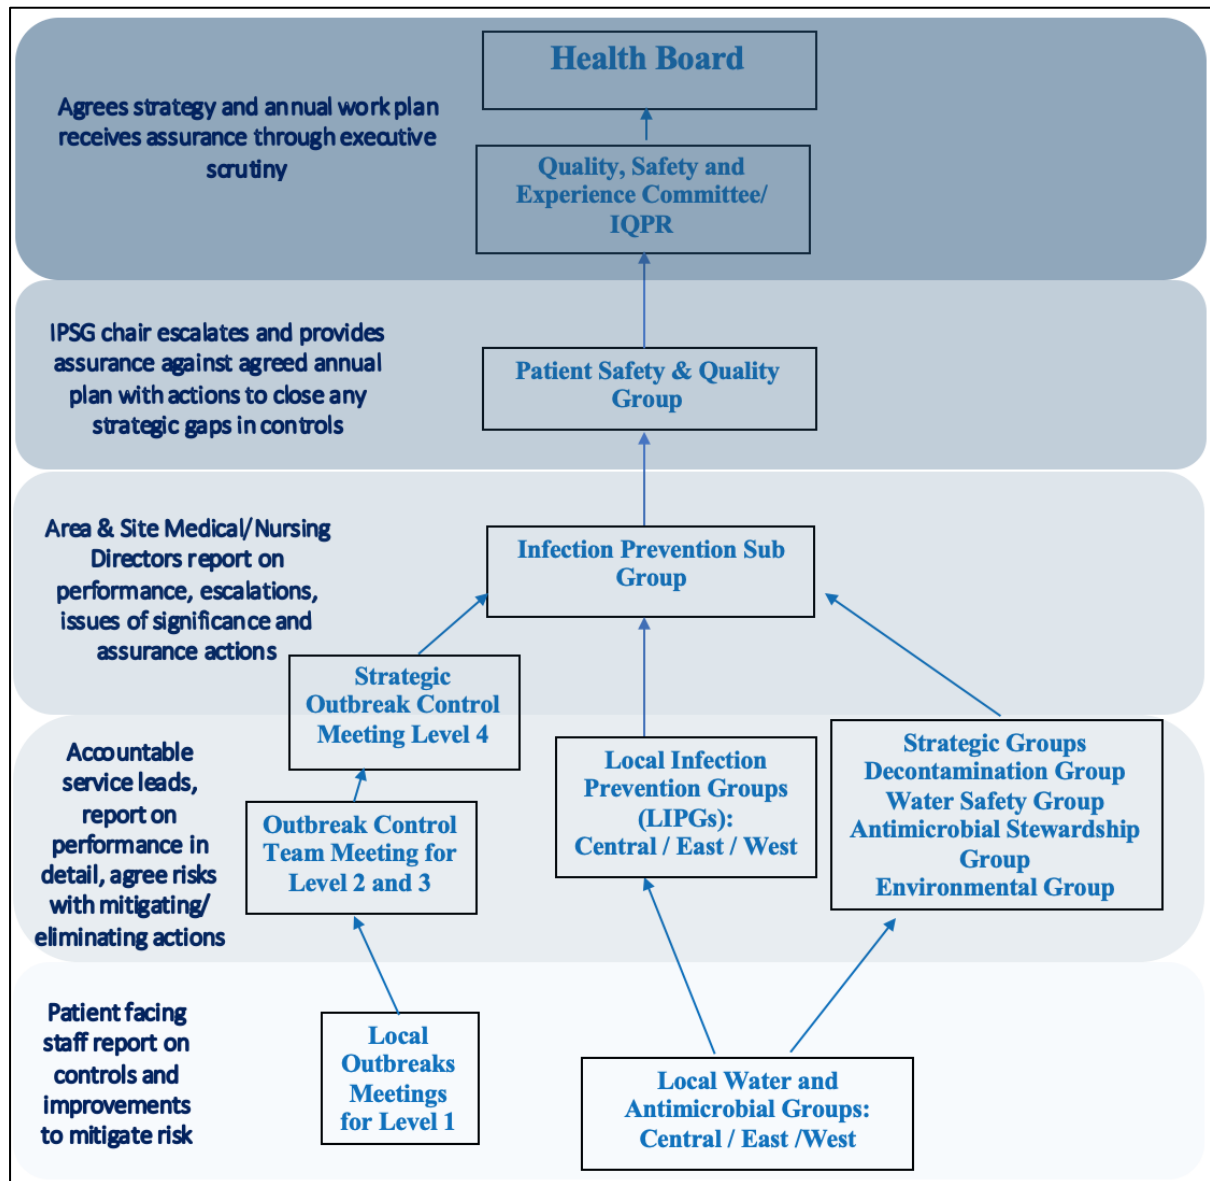 Health Board
Agrees strategy and annual work plan
receives assurance through executive
scrutiny
Quality, Safety and
Experience Committee/
IQPR
IPSG chair escalates and provides
assurance against agreed annual
plan with actions to close any
strategic gaps in controls
Patient Safety & Quality
Group
Area & Site Medical/Nursing
Directors report on
performance, escalations,
issues of significance and
assurance actions
Infection Prevention Sub
Group
Strategic
Outbreak Control
Meeting Level 4
Accountable
service leads,
report on
performance in
detail, agree risks
with mitigating/
eliminating actions
Outbreak Control
Team Meeting for
Level 2 and 3
Local Infection
Prevention Groups
(LIPGs):
Central / East / West
Strategic Groups
Decontamination Group
Water Safety Group
Antimicrobial Stewardship
Group
Environmental Group
Patient facing
staff report on
controls and
improvements
to mitigate risk
Local
Outbreaks
Meetings
for Level 1
Local Water and
Antimicrobial Groups:
Central / East /West